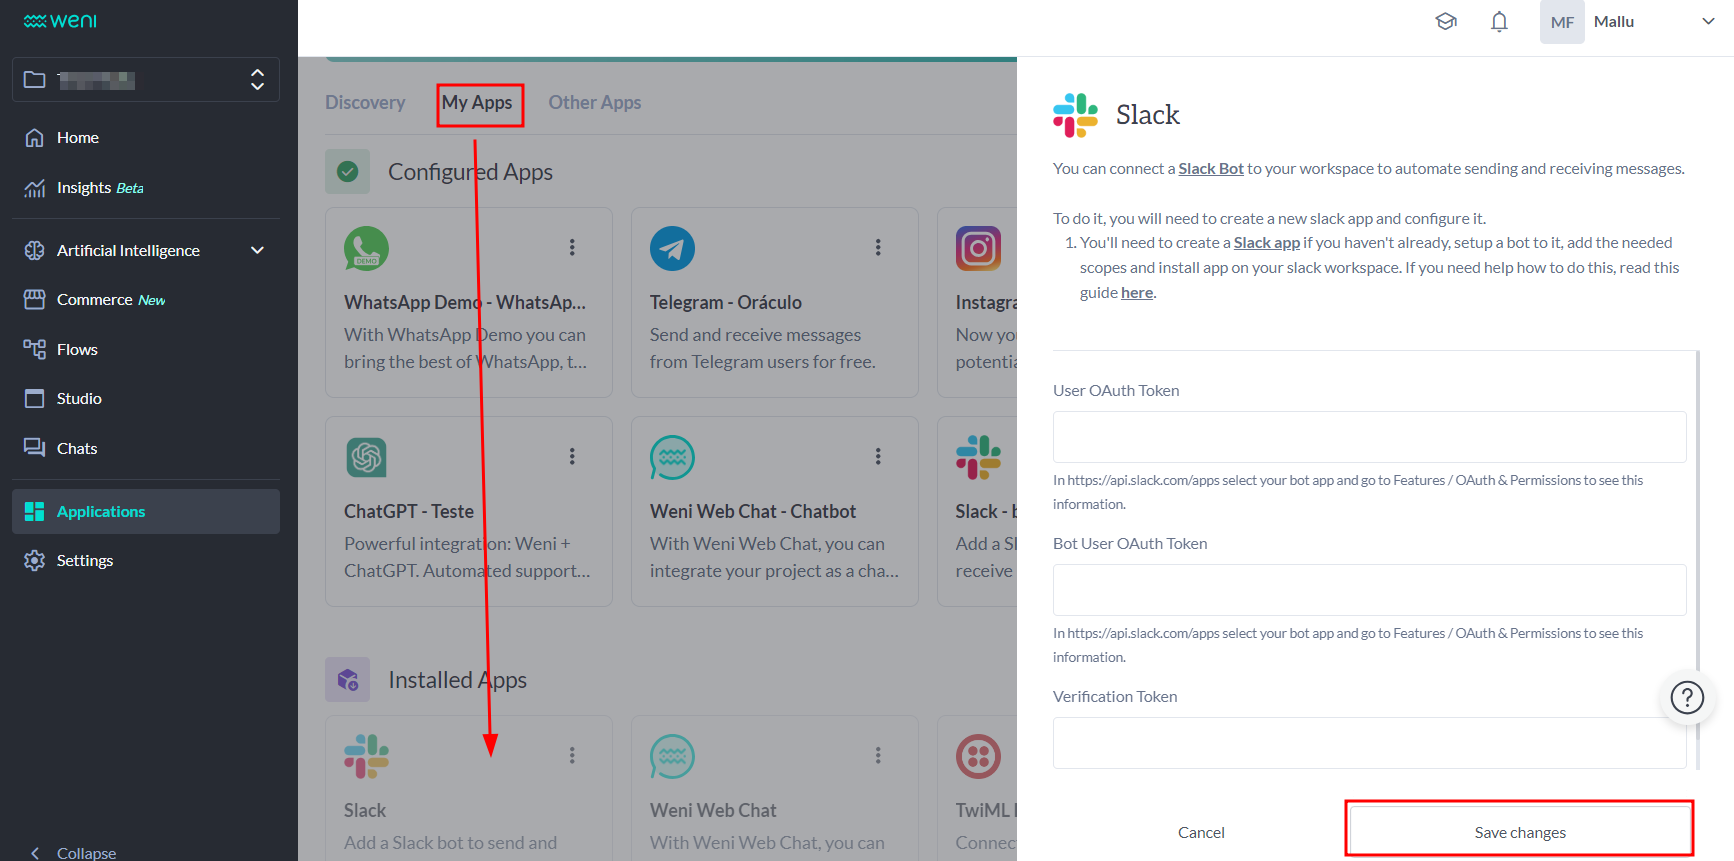 weni
Home
Insights Beta
Artificial Intelligence
Commerce New
Flows
Studio
Chats
Applications
Settings
Collapse
MF
Mallu
Discovery
My Apps
Other Apps
Configured Apps
WhatsApp Demo - WhatsAp...
With WhatsApp Demo you can
bring the best of WhatsApp, t...
DEMO
Telegram - Oráculo
Send and receive messages
from Telegram users for free.
Instagra
Now you
potentia
ChatGPT - Teste
Powerful integration: Weni +
ChatGPT. Automated support...
Weni Web Chat - Chatbot
With Weni Web Chat, you can
integrate your project as a cha...
Slack - b
Add a Sl
receive
Installed Apps
Slack
Add a Slack bot to send and
Weni Web Chat
With Weni Web Chat, you can
TwiML
Connec
Slack
You can connect a Slack Bot to your workspace to automate sending and receiving messages.
To do it, you will need to create a new slack app and configure it.
1. You'll need to create a Slack app if you haven't already, setup a bot to it, add the needed
scopes and install app on your slack workspace. If you need help how to do this, read this
guide here.
User OAuth Token
In https://api.slack.com/apps select your bot app and go to Features / OAuth & Permissions to see this
information.
Bot User OAuth Token
In https://api.slack.com/apps select your bot app and go to Features / OAuth & Permissions to see this
information.
Verification Token
?
Cancel
Save changes